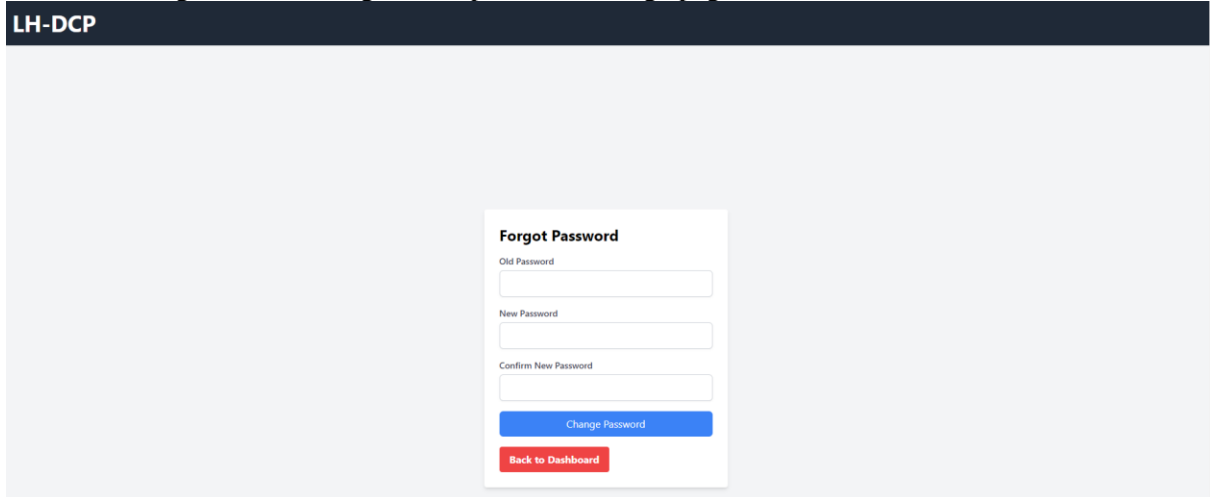 LH-DCP
Forgot Password
Old Password
New Password
Confirm New Password
Change Password
Back to Dashboard